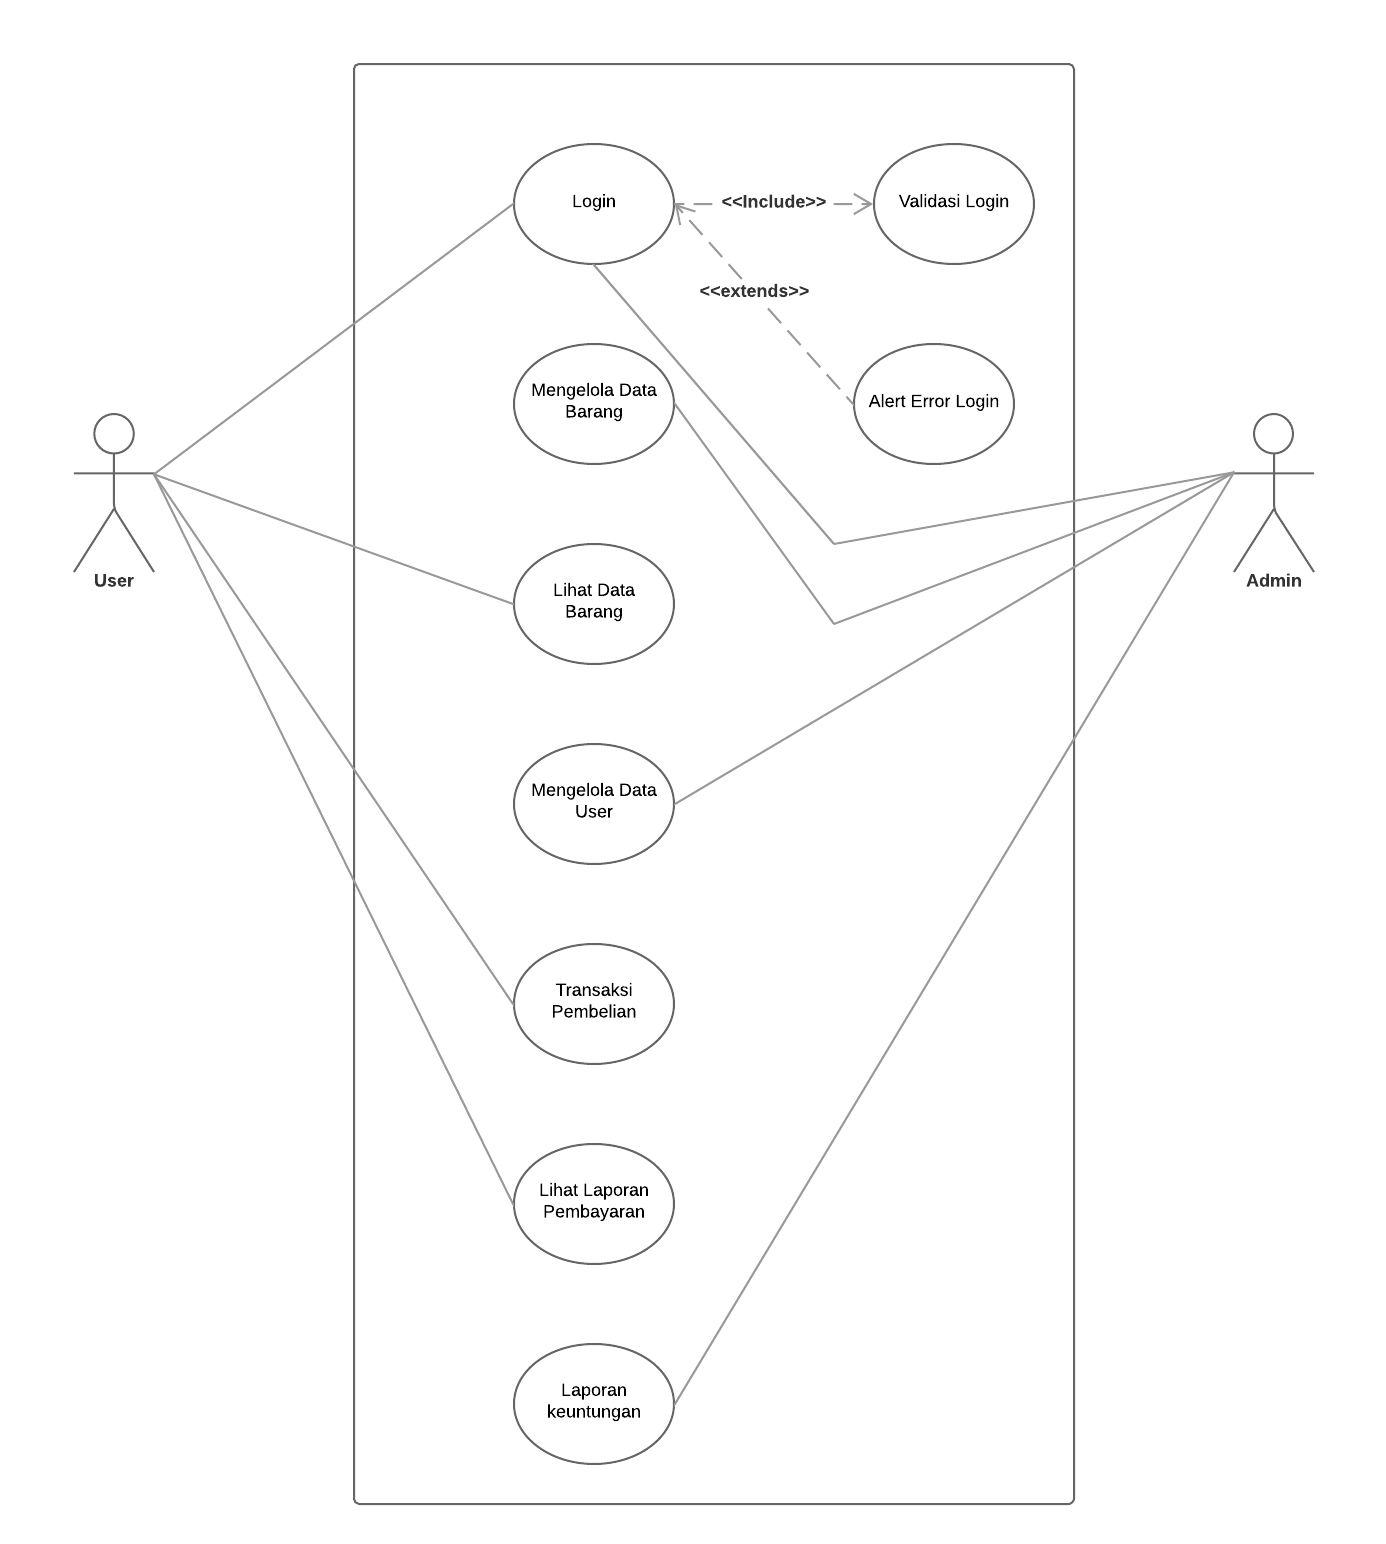 Login
<<Include>>
Validasi Login
<<extends>>
Mengelola Data
Barang
Alert Error Login
User
Admin
Lihat Data
Barang
Mengelola Data
User
Transaksi
Pembelian
Lihat Laporan
Pembayaran
Laporan
keuntungan